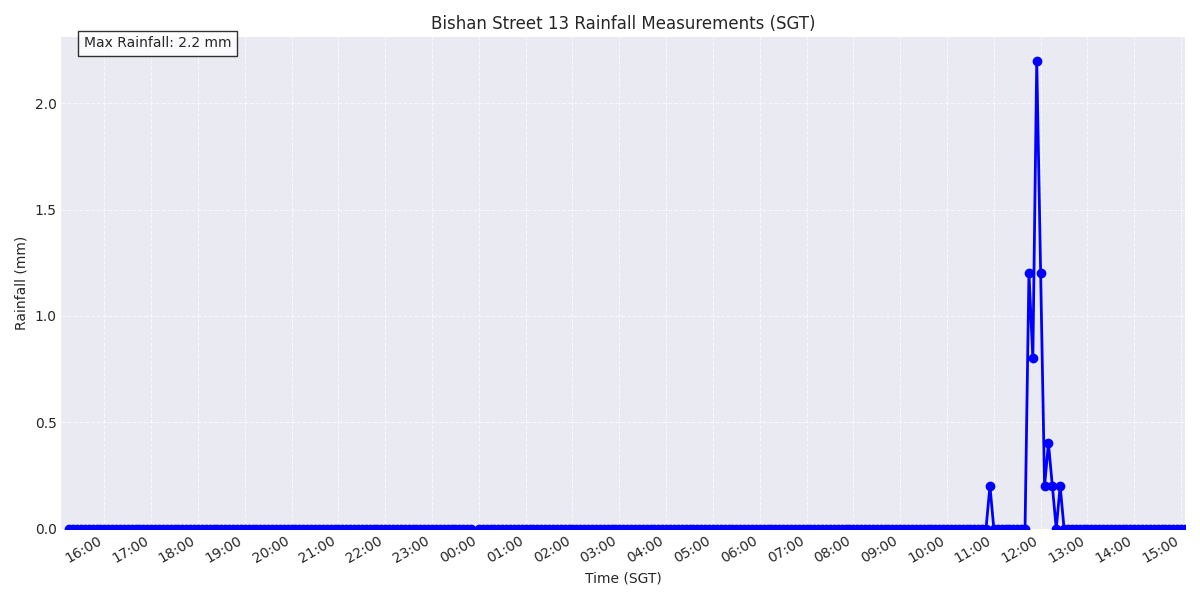 Bishan Street 13 Rainfall Measurements (SGT)
Max Rainfall: 2.2 mm
2.0
1.5
1.0
0.5
0.0
Rainfall (mm)
16:00 17:00 18:00 19:00 20:00 21:00 22:00 23:00 00:00 01:00 02:00 03:00 04:00 05:00 06:00 07:00 08:00 09:00 10:00 11:00 12:00 13:00 14:00 15:00
Time (SGT)